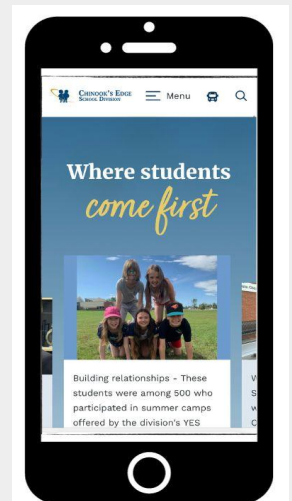 CHINOOK'S EDGE
SCHOOL DIVISION
Menu
Where students
come first
Building relationships - These
students were among 500 who
participated in summer camps
offered by the division's YES